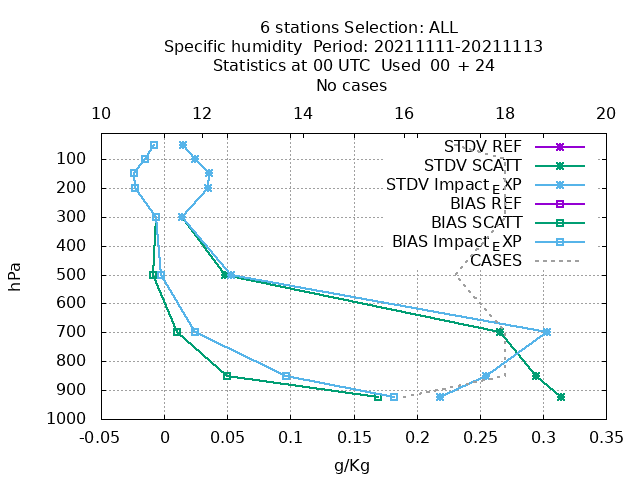 6 stations Selection: ALL
Specific humidity  Period: 20211111-20211113
Statistics at 00 UTC  Used  00 + 24
No cases
10 12 14 16 18 20
STDV REF
STDV SCATT
STDV Impact_EXP
BIAS REF
BIAS SCATT
BIAS Impact_EXP
CASES
100
200
300
400
500
600
700
800
900
1000
hPa
-0.05 0 0.05 0.1 0.15 0.2 0.25 0.3 0.35
g/Kg